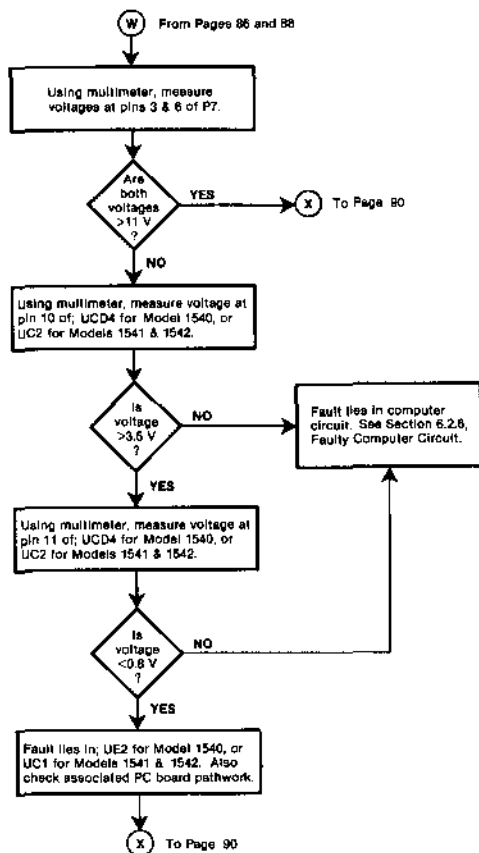 W From Pages 86 and 88
Using multimeter, measure
voltages at pins 3 & 6 of P7.
Are
both
voltages
>11 V
?
YES
X To Page 90
NO
Using multimeter, measure voltage at
pin 10 of; UCD4 for Model 1540, or
UC2 for Models 1541 & 1542.
Is
voltage
>3.5 V
?
NO
Fault lies in computer
circuit. See Section 6.2.6,
Faulty Computer Circuit.
YES
Using multimeter, measure voltage at
pin 11 of; UCD4 for Model 1540, or
UC2 for Models 1541 & 1542.
Is
voltage
<0.8 V
?
NO
YES
Fault lies in; UE2 for Model 1540, or
UC1 for Models 1541 & 1542. Also
check associated PC board pathwork.
X To Page 90